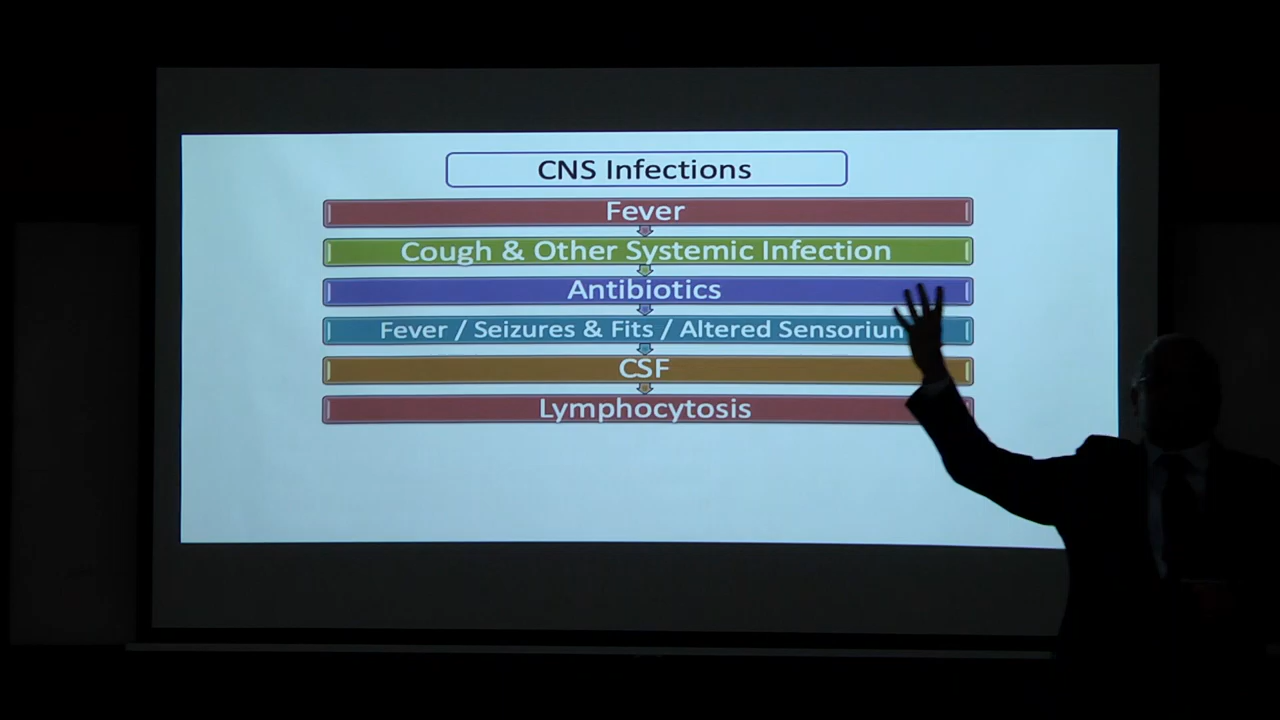 CNS Infections
Fever
Cough & Other Systemic Infection
Antibiotics
Fever / Seizures & Fits / Altered
CSF
Lymphocytosis